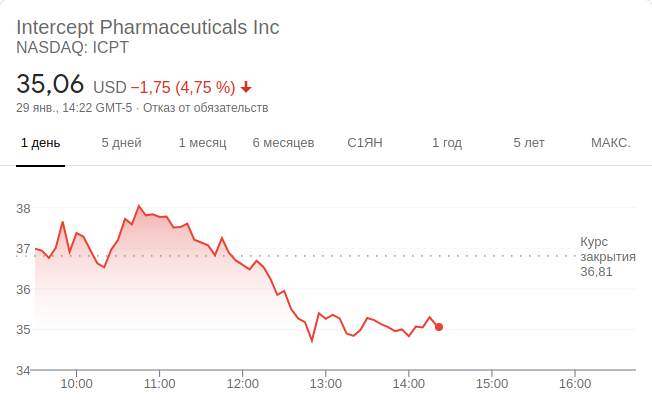 Intercept Pharmaceuticals Inc
NASDAQ: ICPT
35,06 USD −1,75 (4,75 %)
29 янв., 14:22 GMT-5 · Отказ от обязательств
1 день 5 дней 1 месяц 6 месяцев С1ЯН 1 год 5 лет МАКС.
38
37
36
35
34
Курс
закрытия
36,81
10:00 11:00 12:00 13:00 14:00 15:00 16:00